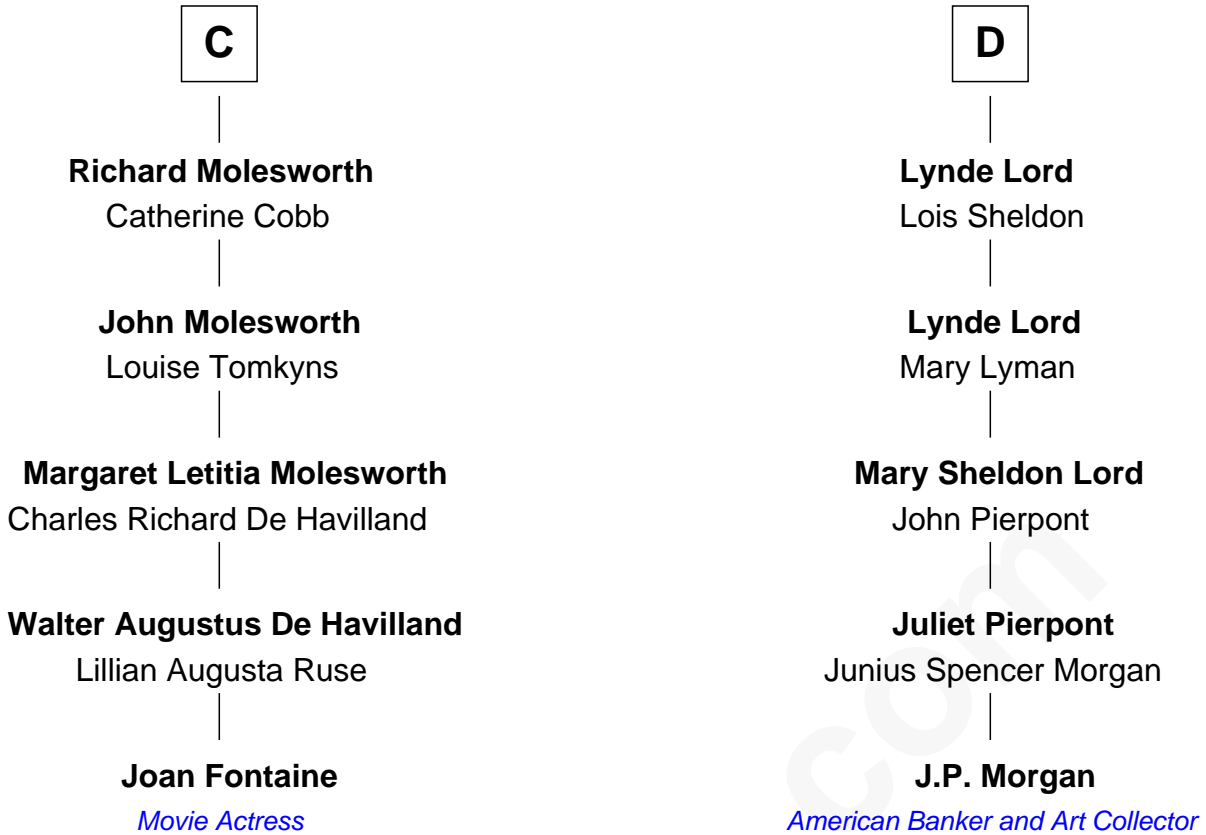 C
Richard Molesworth
Catherine Cobb
John Molesworth
Louise Tomkyns
Margaret Letitia Molesworth
Charles Richard De Havilland
Walter Augustus De Havilland
Lillian Augusta Ruse
Joan Fontaine
Movie Actress
D
Lynde Lord
Lois Sheldon
Lynde Lord
Mary Lyman
Mary Sheldon Lord
John Pierpont
Juliet Pierpont
Junius Spencer Morgan
J.P. Morgan
American Banker and Art Collector
com